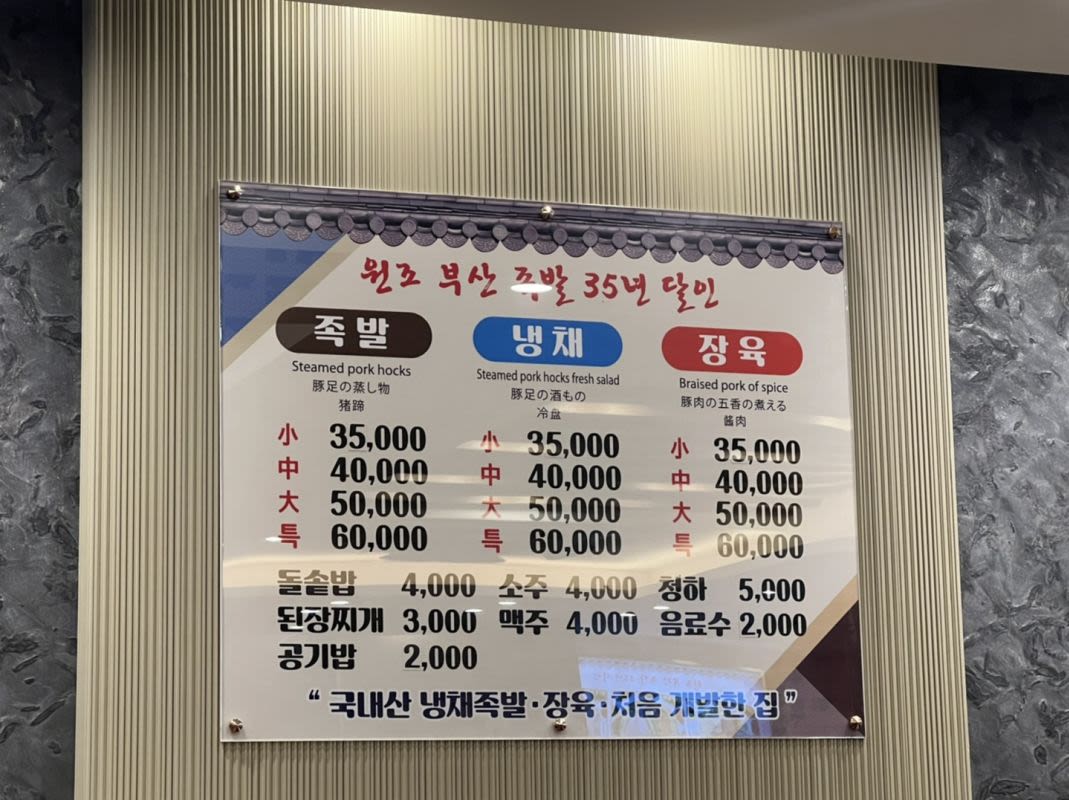 원조 부산 족발 35년 달인
족발 냉채 장육
Steamed pork hocks Steamed pork hocks fresh salad Braised pork of spice
豚足の蒸し物 豚足の酒もの 豚肉の五香の煮える
猪蹄 冷盘 酱肉
小 35,000 小 35,000 小 35,000
中 40,000 中 40,000 中 40,000
大 50,000 大 50,000 大 50,000
특 60,000 특 60,000 특 60,000
돌솥밥 4,000 소주 4,000 청하 5,000
된장찌개 3,000 맥주 4,000 음료수 2,000
공기밥 2,000
“ 국내산 냉채족발·장육·처음 개발한 집 ”